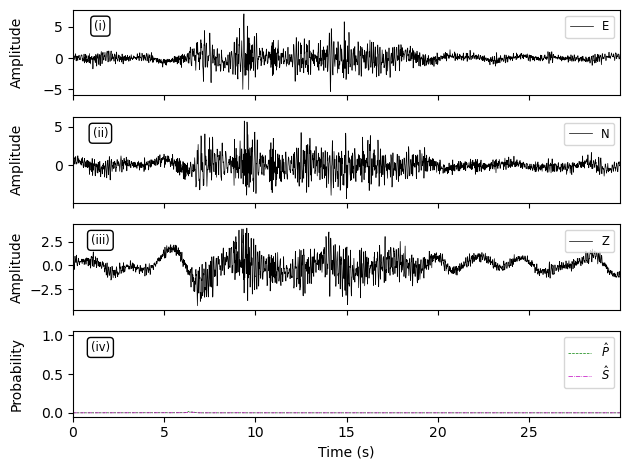 (i)
E
Amplitude
5
0
−5
(ii)
N
Amplitude
5
0
(iii)
Z
Amplitude
2.5
0.0
−2.5
(iv)
P̂
Ŝ
Probability
1.0
0.5
0.0
0 5 10 15 20 25
Time (s)